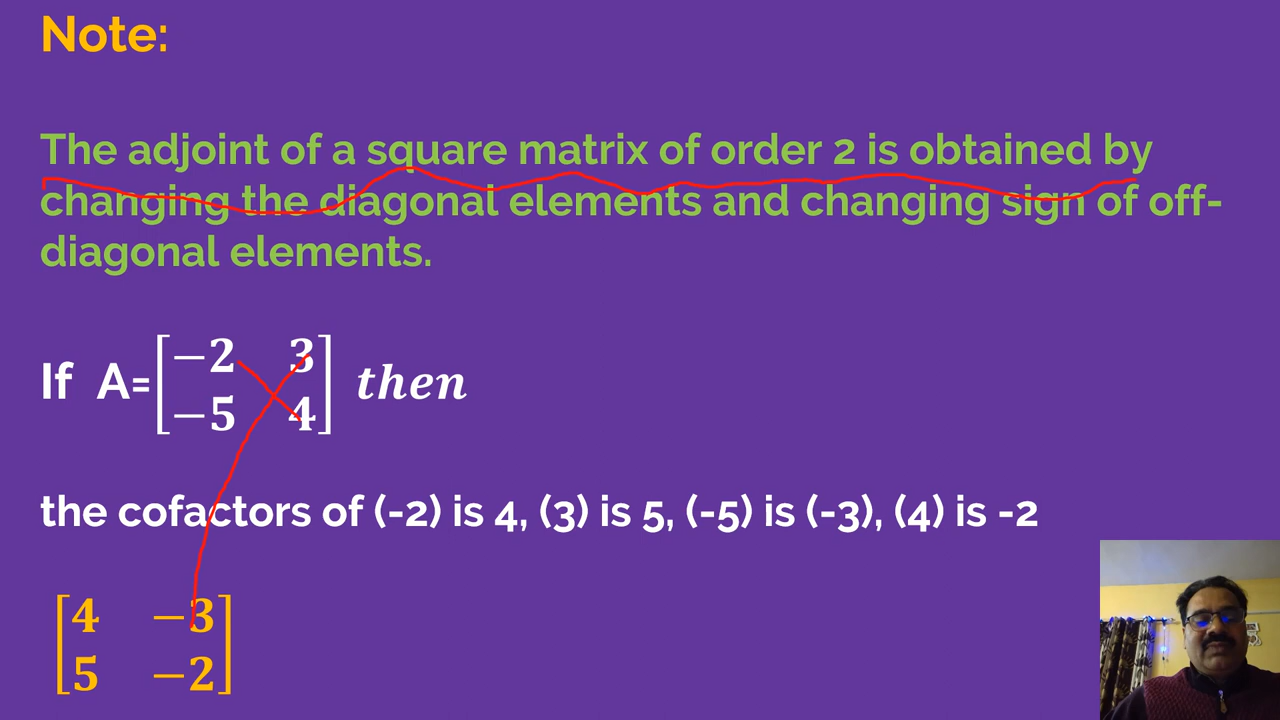 Note:
The adjoint of a square matrix of order 2 is obtained by
changing the diagonal elements and changing sign of off-
diagonal elements.
If A=[−2 3
−5 4] then
the cofactors of (-2) is 4, (3) is 5, (-5) is (-3), (4) is -2
[4 −3
5 −2]